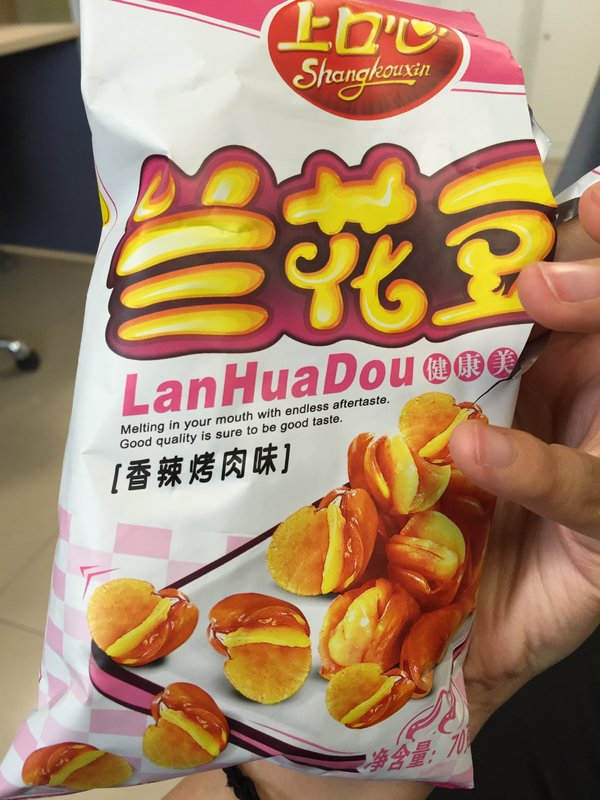 上口心
Shangkouxin
兰花豆
LanHuaDou 健康美
Melting in your mouth with endless aftertaste.
Good quality is sure to be good taste.
[香辣烤肉味]
净含量: 70